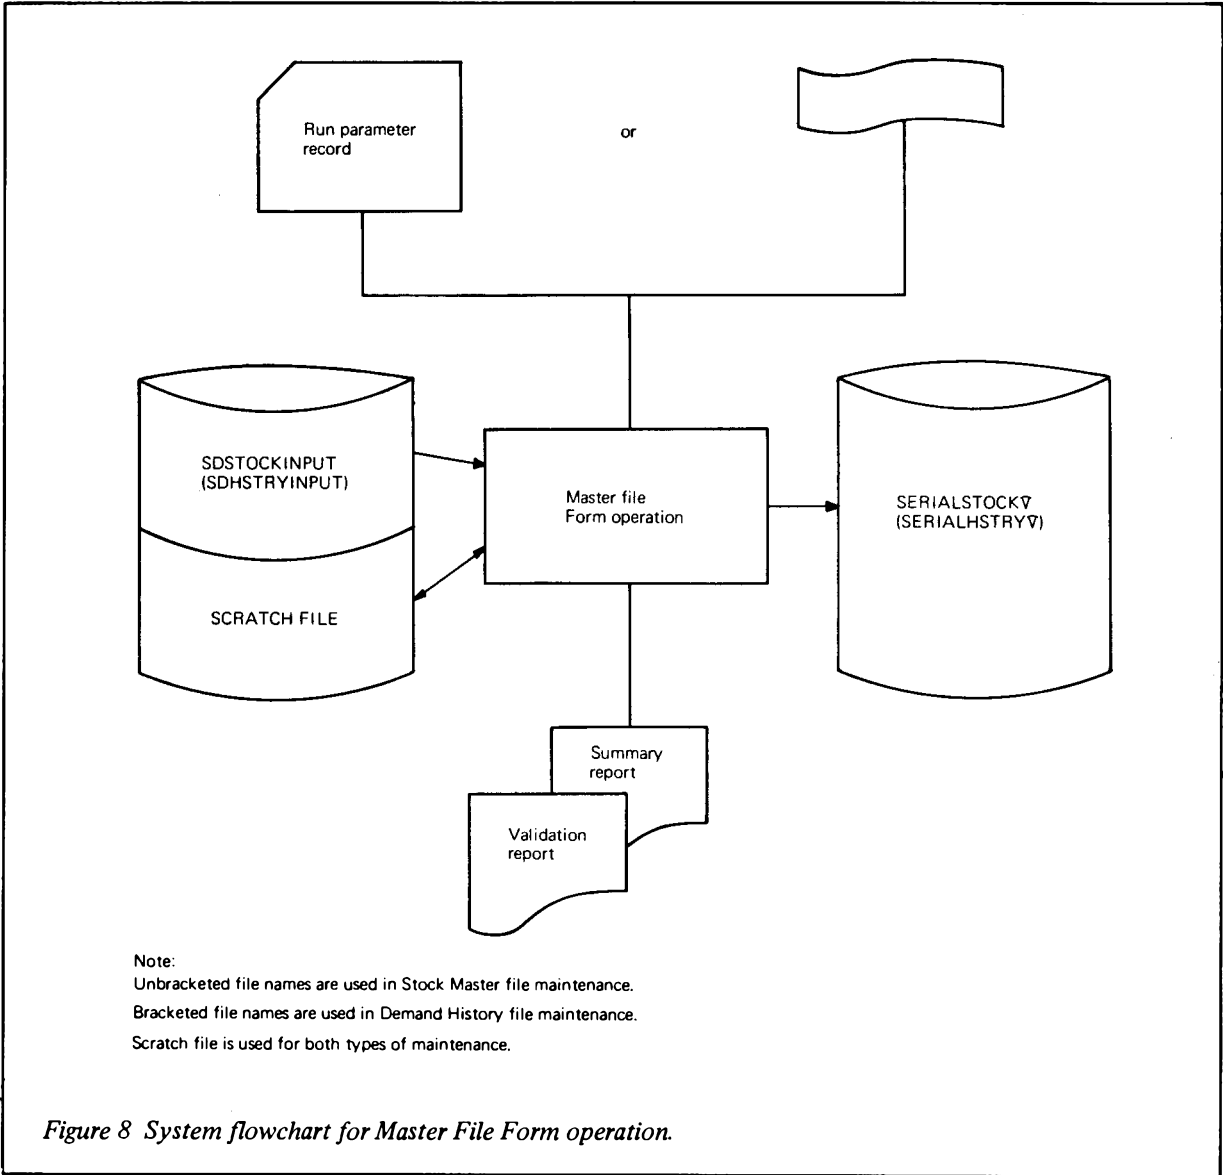 Run parameter
record
or
SDSTOCKINPUT
(SDHSTRYINPUT)
SCRATCH FILE
Master file
Form operation
SERIALSTOCK∇
(SERIALHSTRY∇)
Summary
report
Validation
report
Note:
Unbracketed file names are used in Stock Master file maintenance.
Bracketed file names are used in Demand History file maintenance.
Scratch file is used for both types of maintenance.
Figure 8 System flowchart for Master File Form operation.